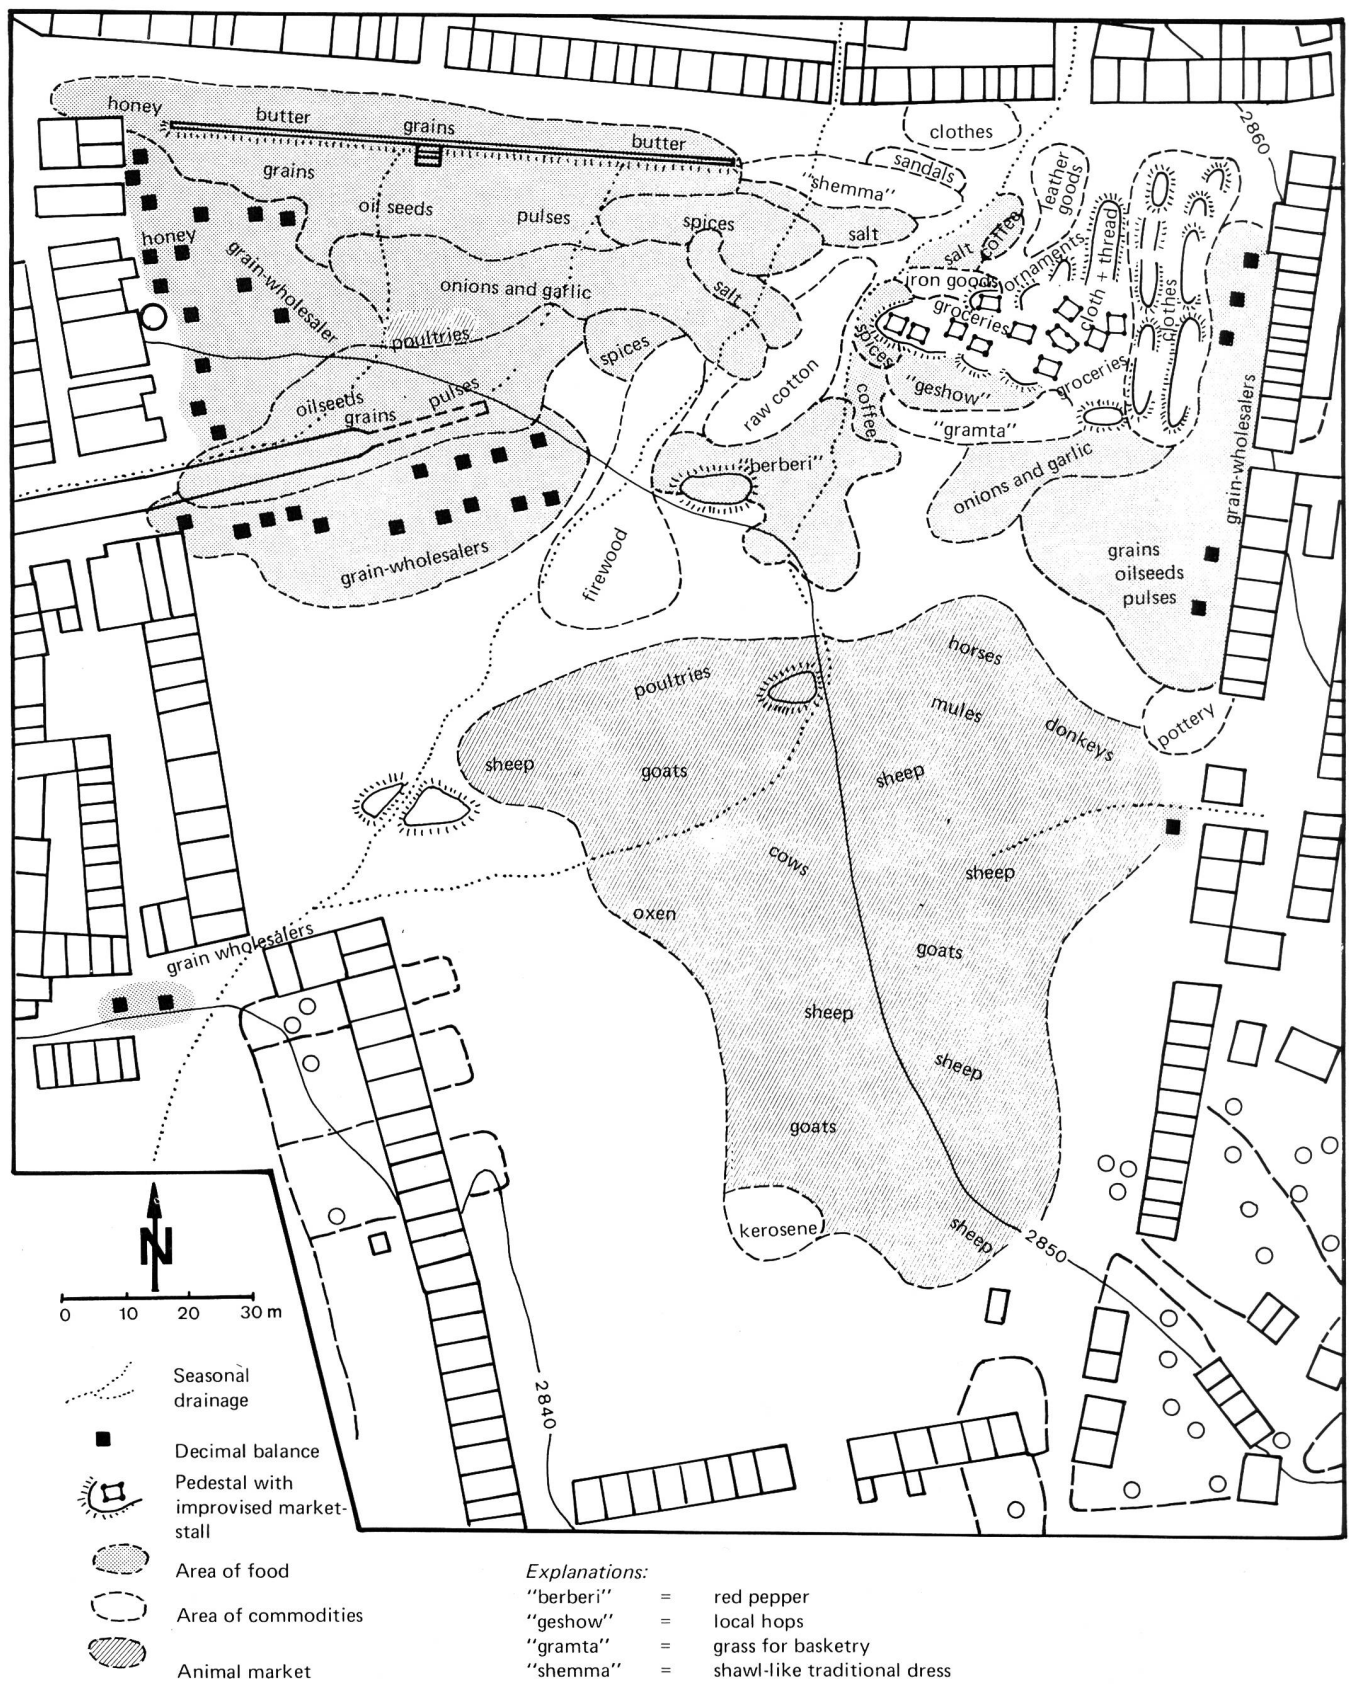 honey
butter
grains
butter
clothes
2860
grains
"shemma"
sandals
leather
goods
oil seeds
pulses
spices
salt
coffee
salt
honey
grain-wholesaler
onions and garlic
salt
iron goods
ornaments
cloth + thread
clothes
groceries
poultries
spices
spices
groceries
raw cotton
coffee
"geshow"
oilseeds
grains
pulses
"gramta"
"berberi"
onions and garlic
grain-wholesalers
grain-wholesalers
firewood
grains
oilseeds
pulses
horses
poultries
mules
donkeys
pottery
sheep
goats
sheep
cows
sheep
oxen
grain wholesalers
goats
sheep
sheep
goats
kerosene
sheep
2850
N
0 10 20 30 m
2840
Seasonal
drainage
Decimal balance
Pedestal with
improvised market-
stall
Area of food
Area of commodities
Animal market
Explanations:
"berberi" = red pepper
"geshow" = local hops
"gramta" = grass for basketry
"shemma" = shawl-like traditional dress